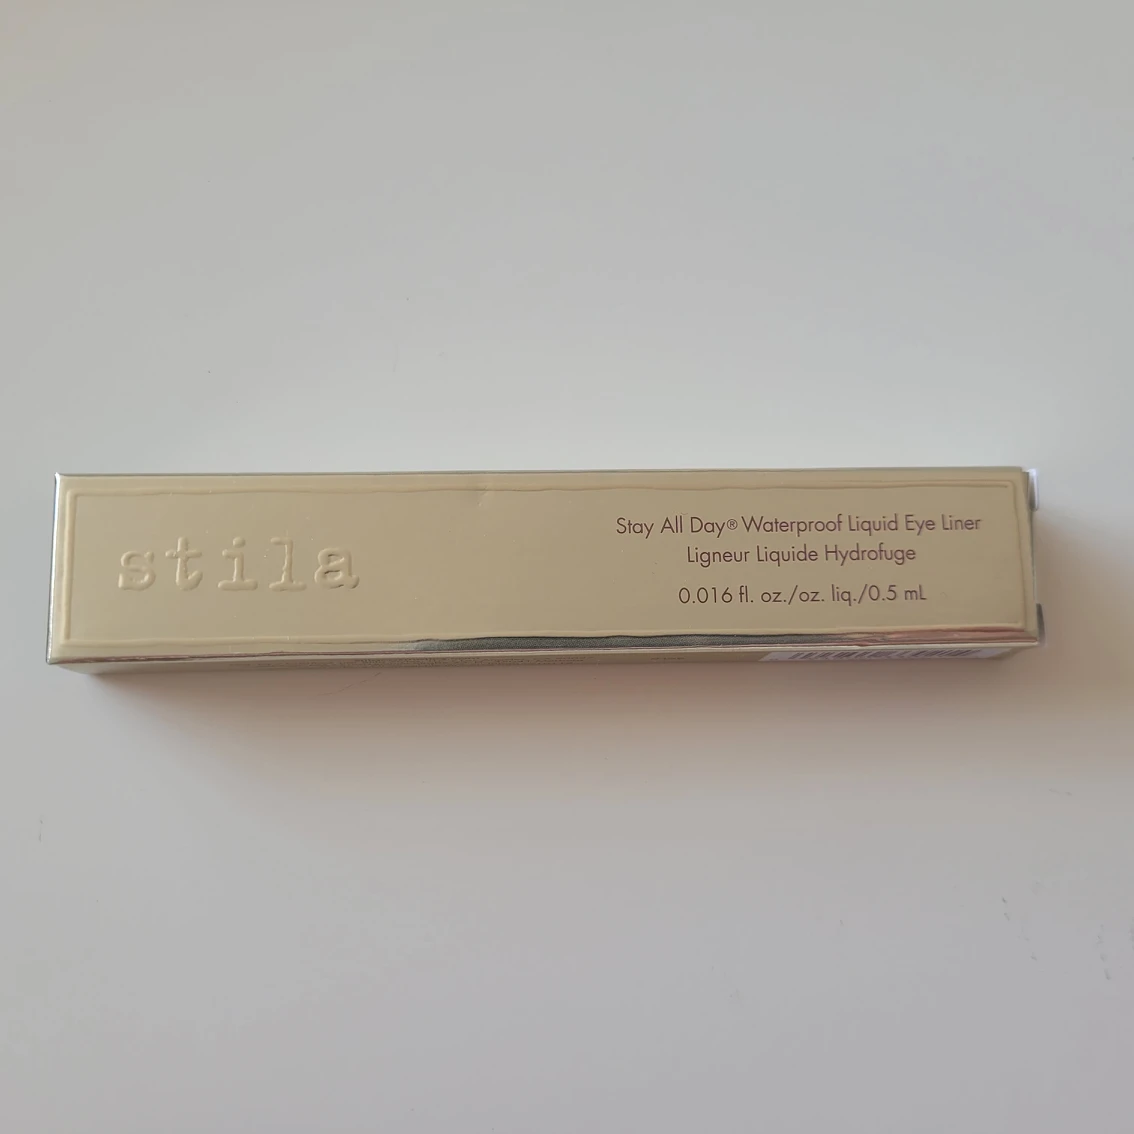 stila
Stay All Day® Waterproof Liquid Eye Liner
Ligneur Liquide Hydrofuge
0.016 fl. oz./oz. liq./0.5 mL